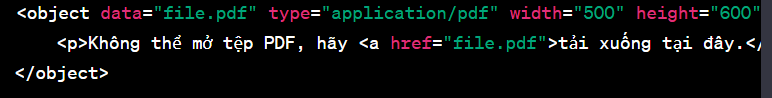 <object data="file.pdf" type="application/pdf" width="500" height="600"
<p>Không thể mở tệp PDF, hãy <a href="file.pdf">tải xuống tại đây.</
</object>